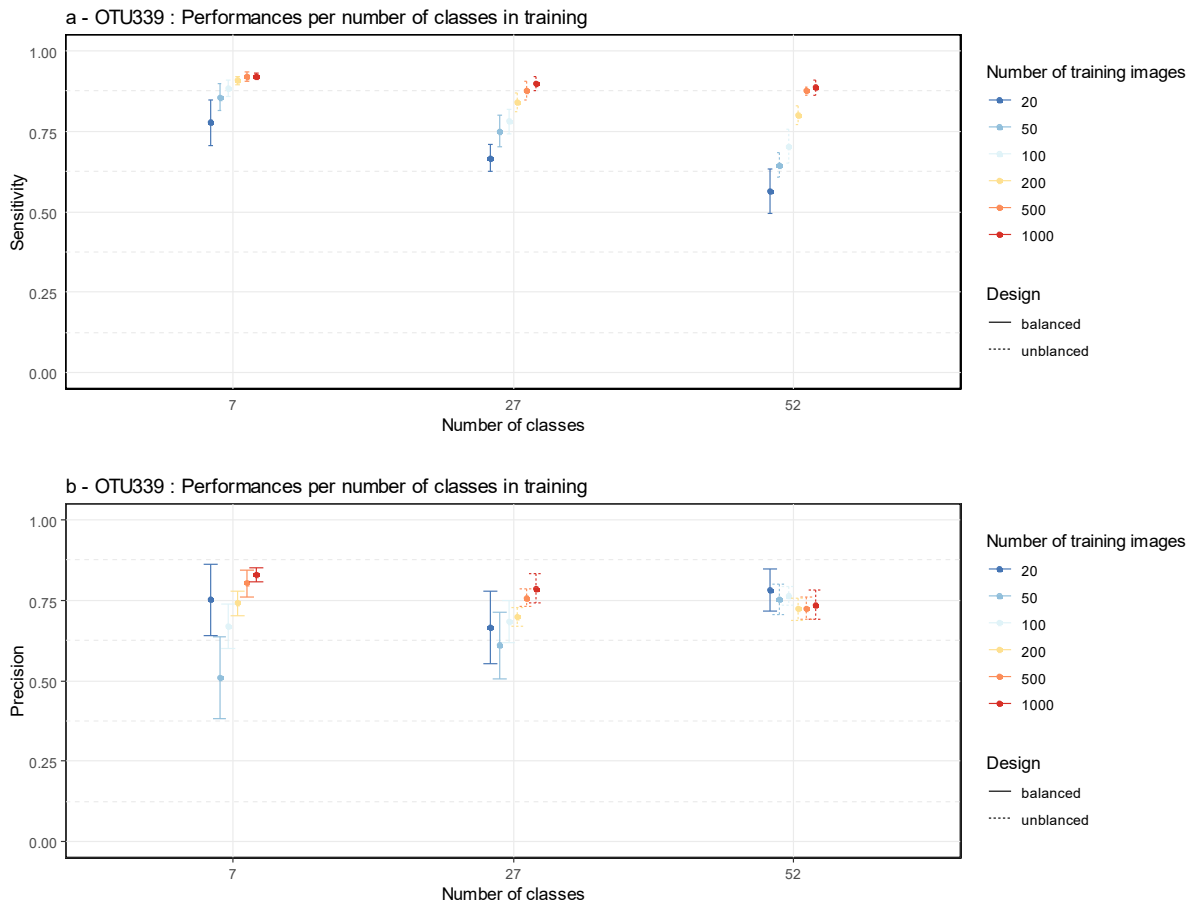 a - OTU339 : Performances per number of classes in training
1.00
0.75
0.50
0.25
0.00
Sensitivity
7
27
52
Number of classes
Number of training images
20
50
100
200
500
1000
Design
balanced
unblanced
b - OTU339 : Performances per number of classes in training
1.00
0.75
0.50
0.25
0.00
Precision
7
27
52
Number of classes
Number of training images
20
50
100
200
500
1000
Design
balanced
unblanced